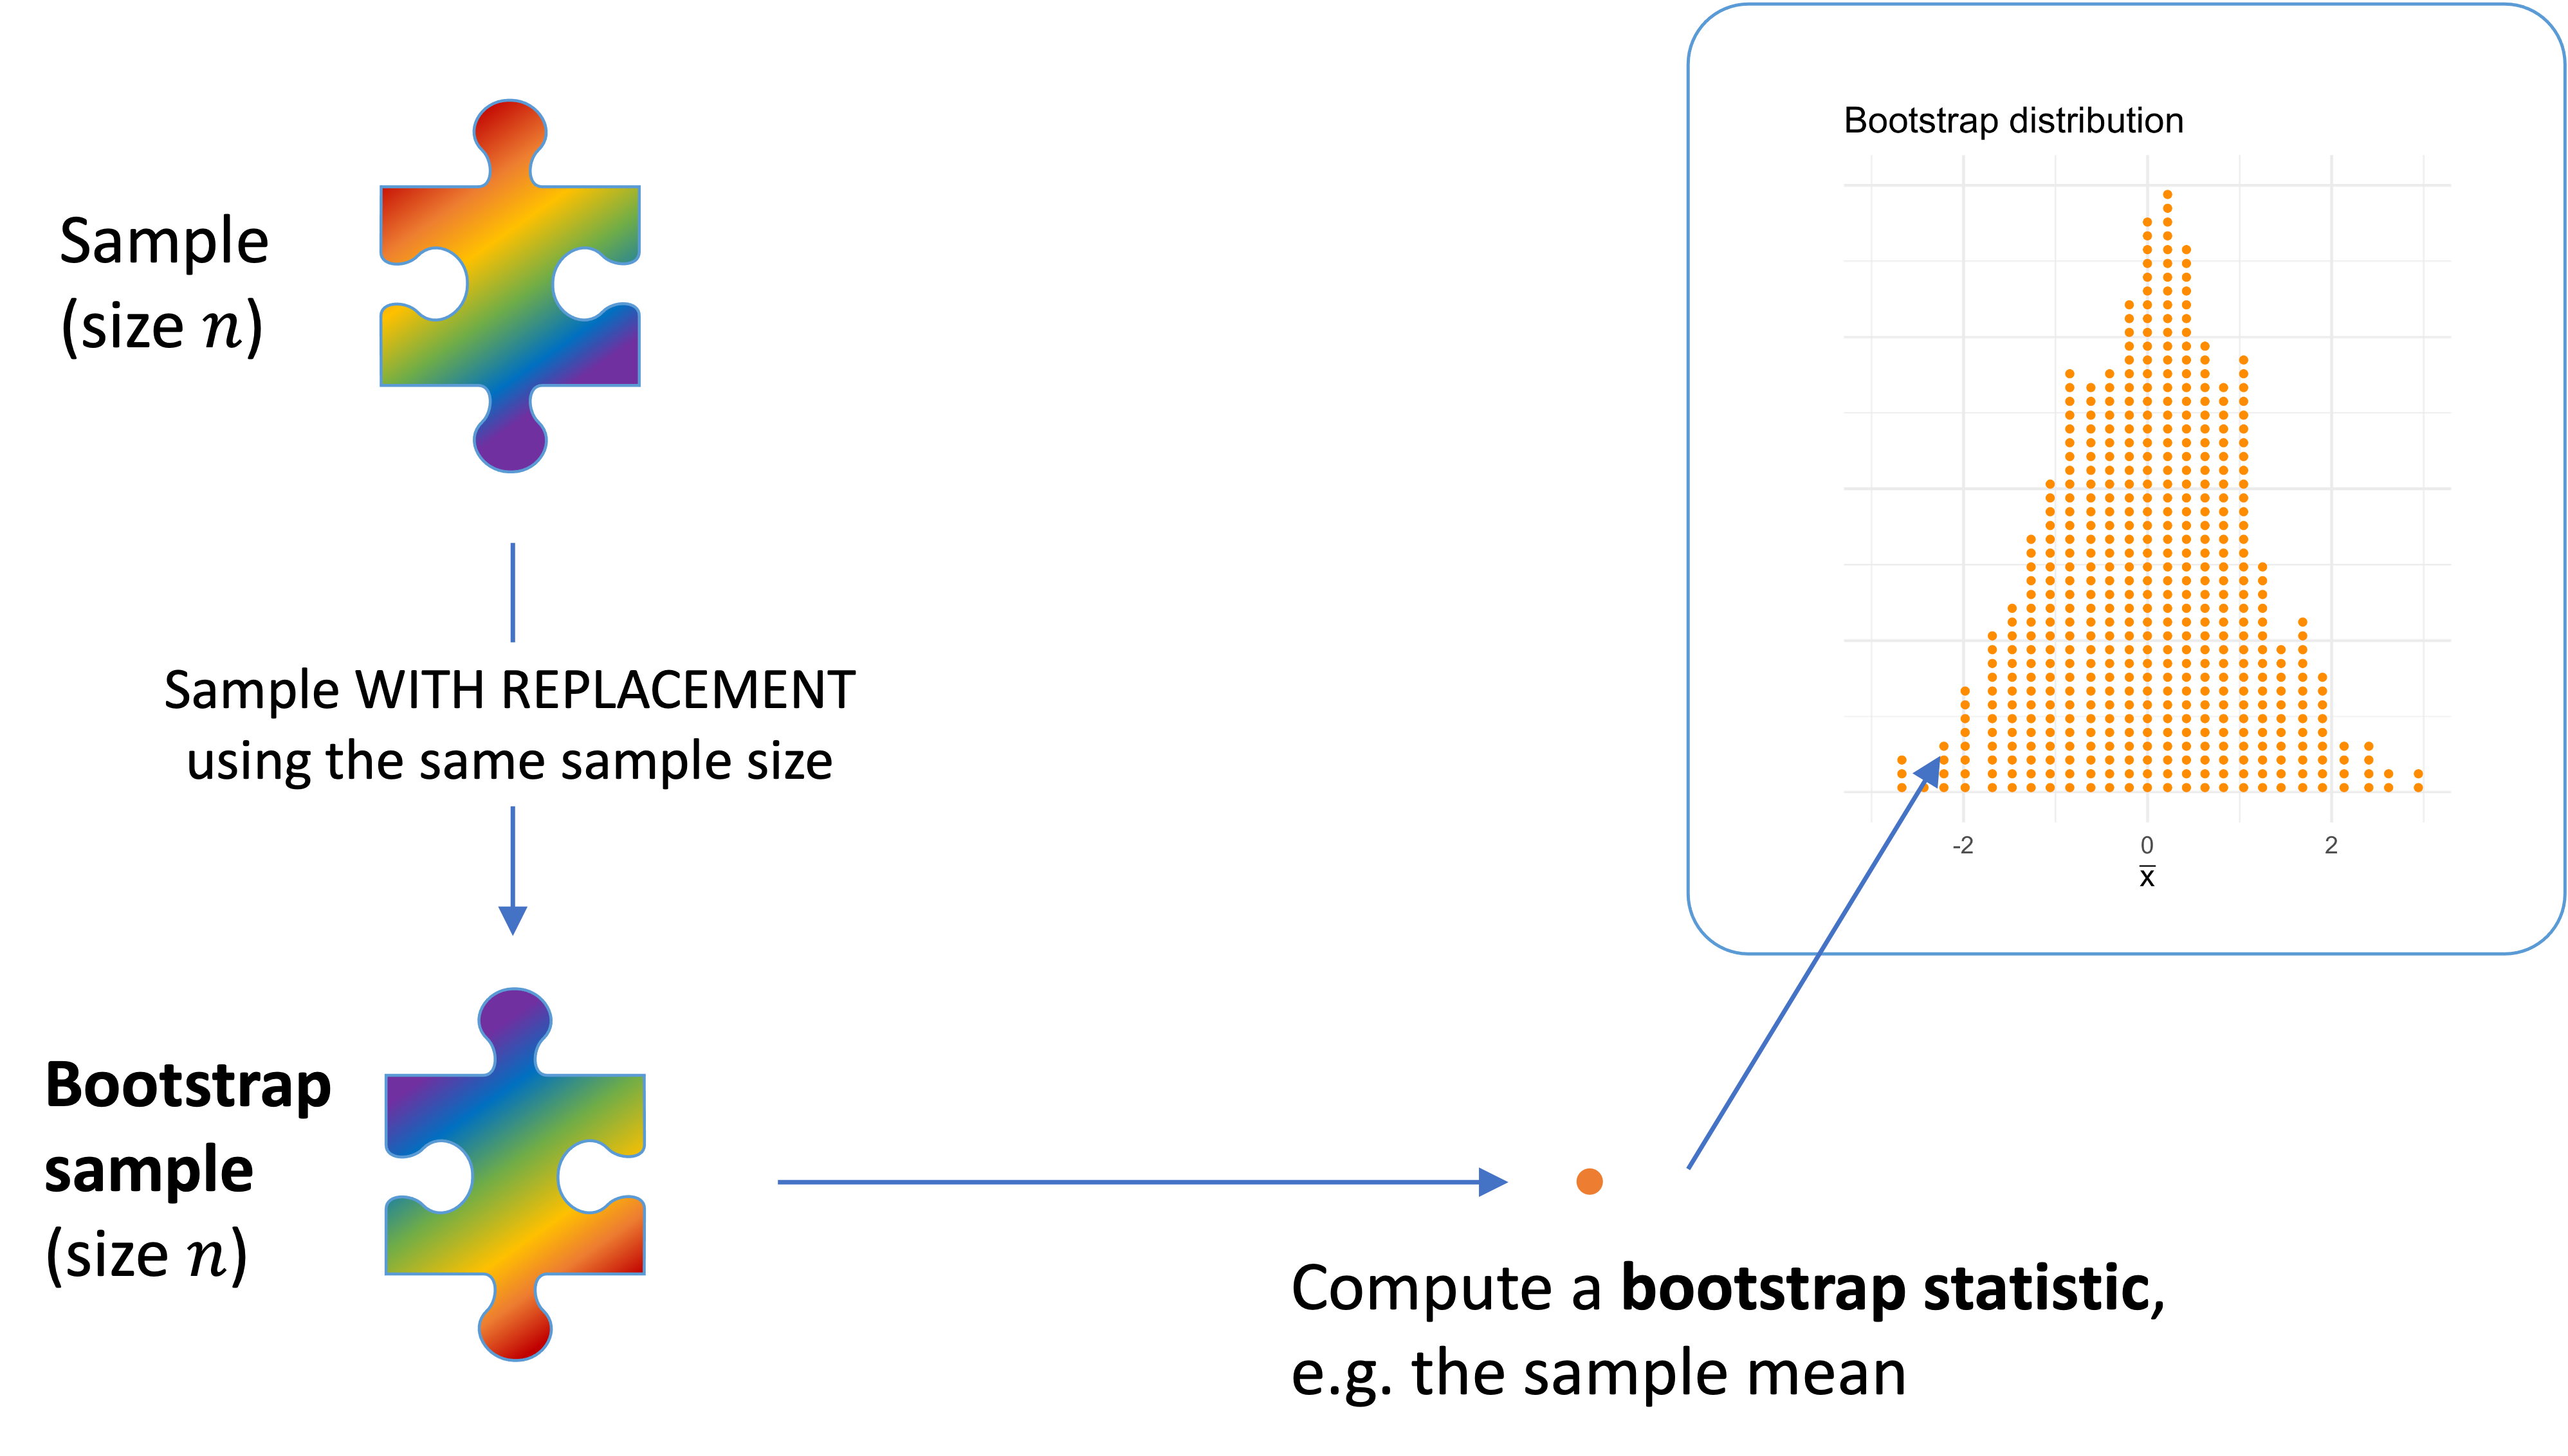 Sample
(size n)
Sample WITH REPLACEMENT
using the same sample size
Bootstrap
sample
(size n)
Compute a bootstrap statistic,
e.g. the sample mean
Bootstrap distribution
-2 0 2
x̅